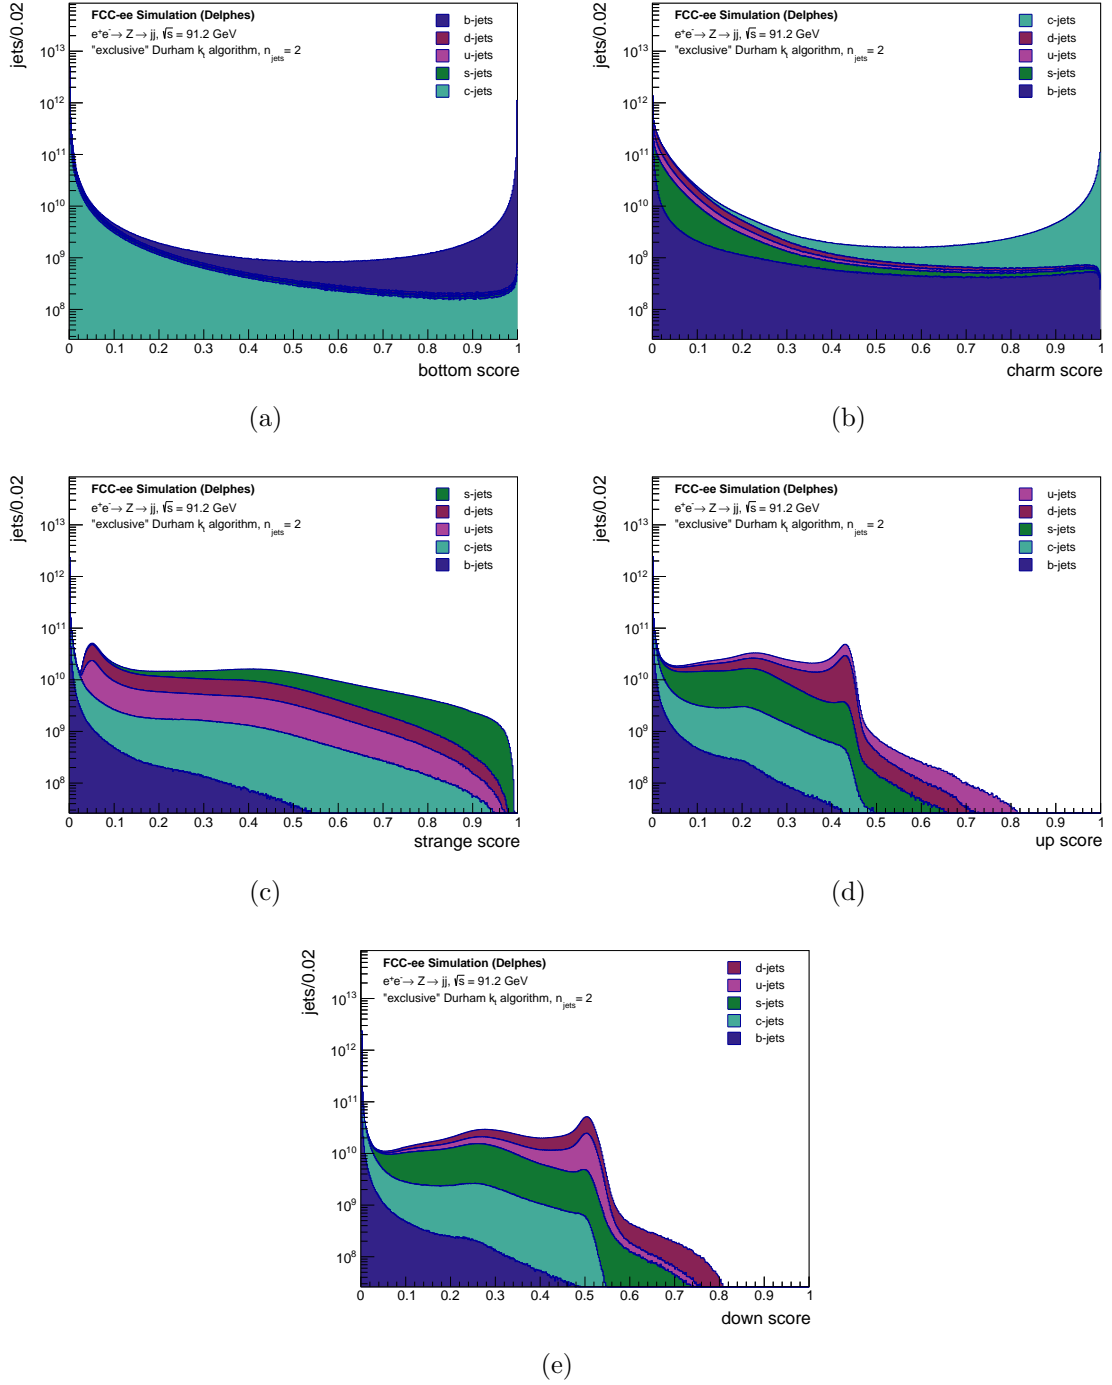 jets/0.02
FCC-ee Simulation (Delphes)
e⁺e⁻→ Z → jj, √s = 91.2 GeV
"exclusive" Durham kₜ algorithm, n_jets = 2
b-jets
d-jets
u-jets
s-jets
c-jets
10¹³
10¹²
10¹¹
10¹⁰
10⁹
10⁸
0 0.1 0.2 0.3 0.4 0.5 0.6 0.7 0.8 0.9 1
bottom score
(a)
jets/0.02
FCC-ee Simulation (Delphes)
e⁺e⁻→ Z → jj, √s = 91.2 GeV
"exclusive" Durham kₜ algorithm, n_jets = 2
c-jets
d-jets
u-jets
s-jets
b-jets
10¹³
10¹²
10¹¹
10¹⁰
10⁹
10⁸
0 0.1 0.2 0.3 0.4 0.5 0.6 0.7 0.8 0.9 1
charm score
(b)
jets/0.02
FCC-ee Simulation (Delphes)
e⁺e⁻→ Z → jj, √s = 91.2 GeV
"exclusive" Durham kₜ algorithm, n_jets = 2
s-jets
d-jets
u-jets
c-jets
b-jets
10¹³
10¹²
10¹¹
10¹⁰
10⁹
10⁸
0 0.1 0.2 0.3 0.4 0.5 0.6 0.7 0.8 0.9 1
strange score
(c)
jets/0.02
FCC-ee Simulation (Delphes)
e⁺e⁻→ Z → jj, √s = 91.2 GeV
"exclusive" Durham kₜ algorithm, n_jets = 2
u-jets
d-jets
s-jets
c-jets
b-jets
10¹³
10¹²
10¹¹
10¹⁰
10⁹
10⁸
0 0.1 0.2 0.3 0.4 0.5 0.6 0.7 0.8 0.9 1
up score
(d)
jets/0.02
FCC-ee Simulation (Delphes)
e⁺e⁻→ Z → jj, √s = 91.2 GeV
"exclusive" Durham kₜ algorithm, n_jets = 2
d-jets
u-jets
s-jets
c-jets
b-jets
10¹³
10¹²
10¹¹
10¹⁰
10⁹
10⁸
0 0.1 0.2 0.3 0.4 0.5 0.6 0.7 0.8 0.9 1
down score
(e)